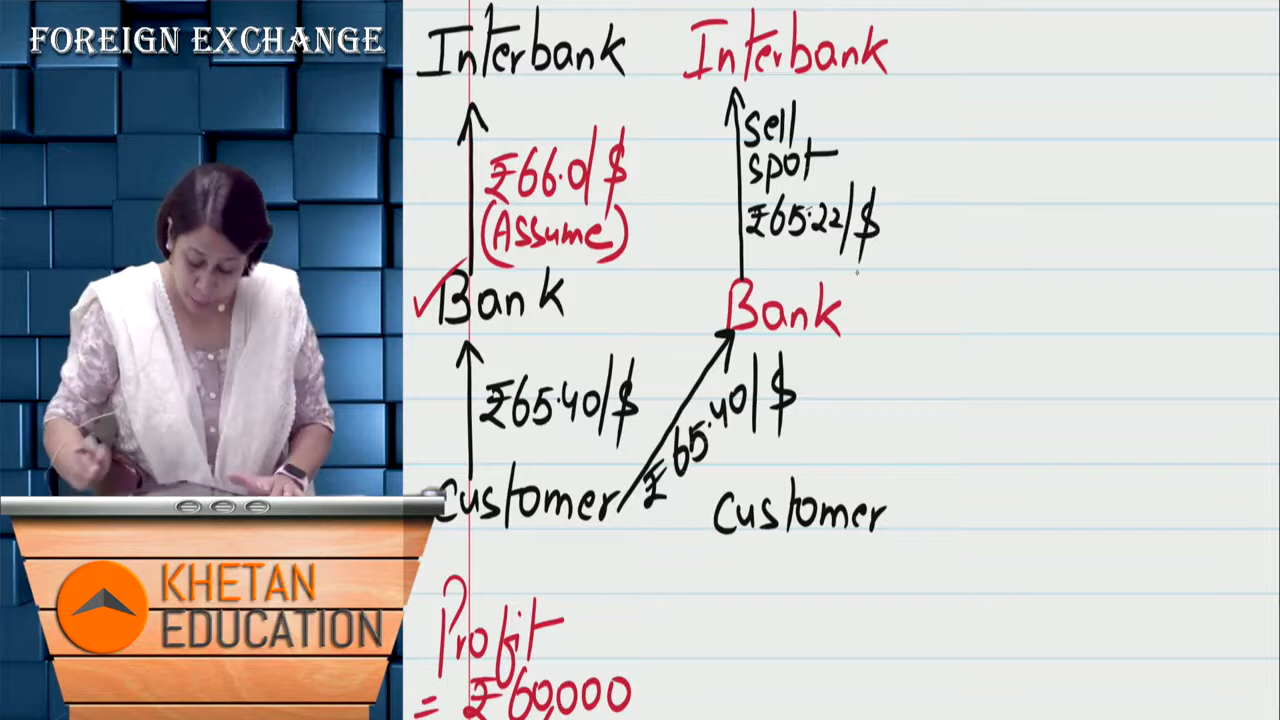 FOREIGN EXCHANGE
Interbank
₹66.0/$
(Assume)
Bank
₹65.40/$
customer
Profit
= ₹60,000
Interbank
sell
spot
₹65.22/$
Bank
₹65.40/$
customer
KHETAN
EDUCATION